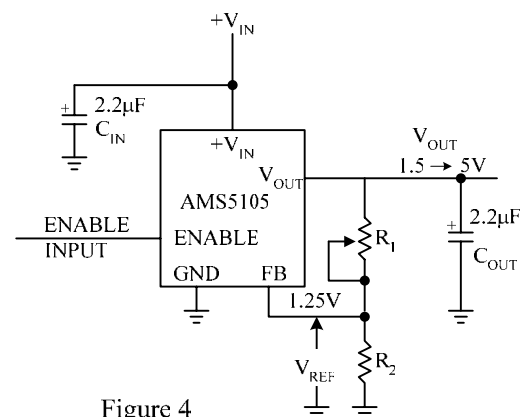 +V_IN
+ 2.2µF
C_IN
+V_IN
V_OUT
V_OUT
1.5 → 5V
AMS5105
ENABLE
INPUT
ENABLE
R_1
+ 2.2µF
C_OUT
GND FB
1.25V
V_REF
R_2
Figure 4